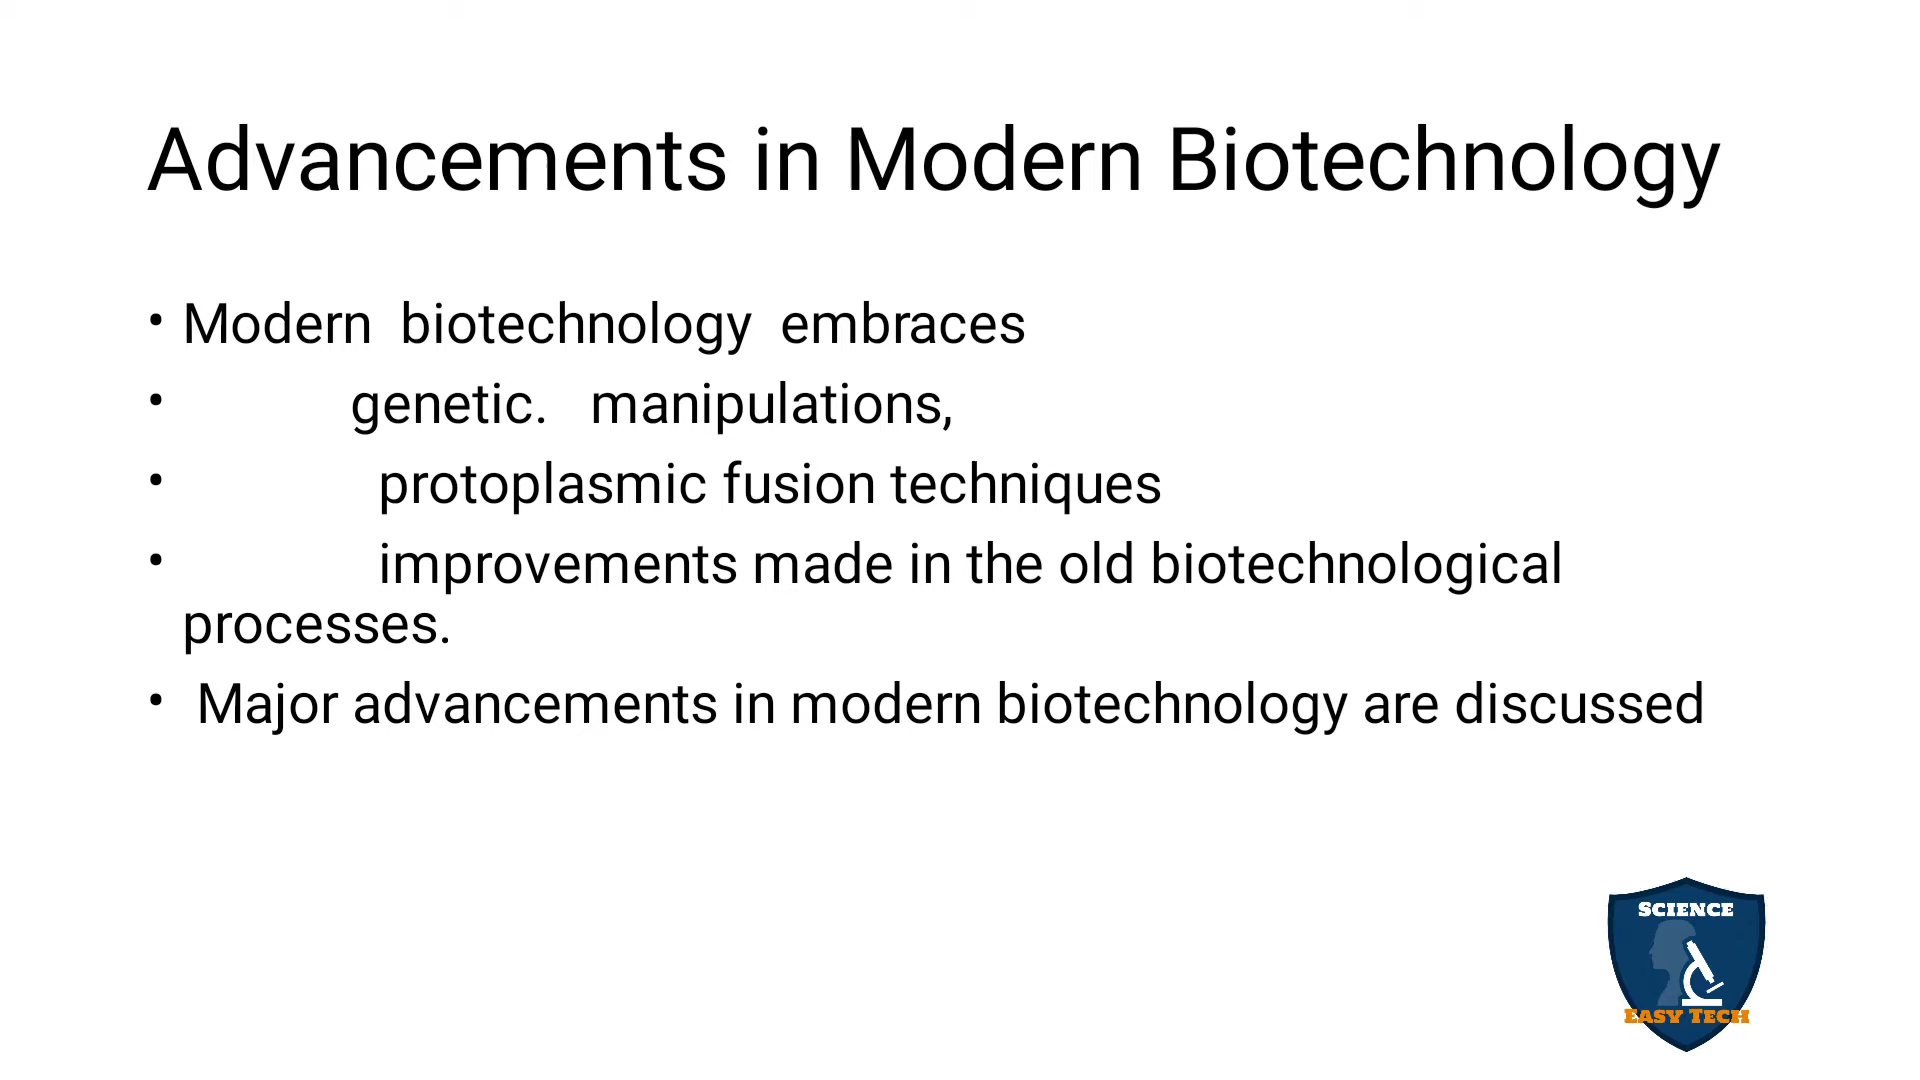 Advancements in Modern Biotechnology
• Modern biotechnology embraces
• genetic. manipulations,
• protoplasmic fusion techniques
• improvements made in the old biotechnological
processes.
• Major advancements in modern biotechnology are discussed
SCIENCE
EASY TECH